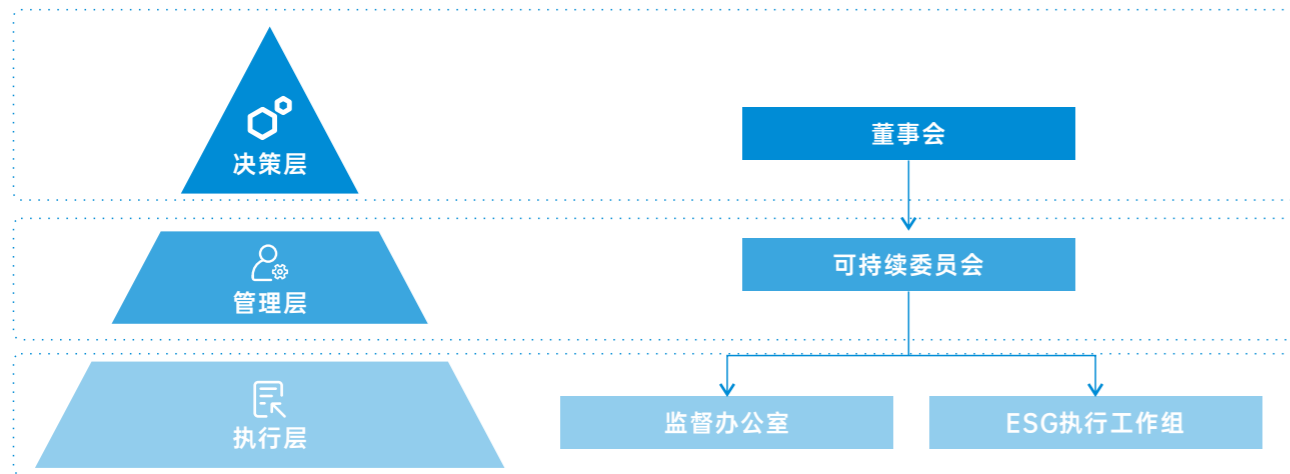 决策层
董事会
管理层
可持续委员会
执行层
监督办公室
ESG执行工作组